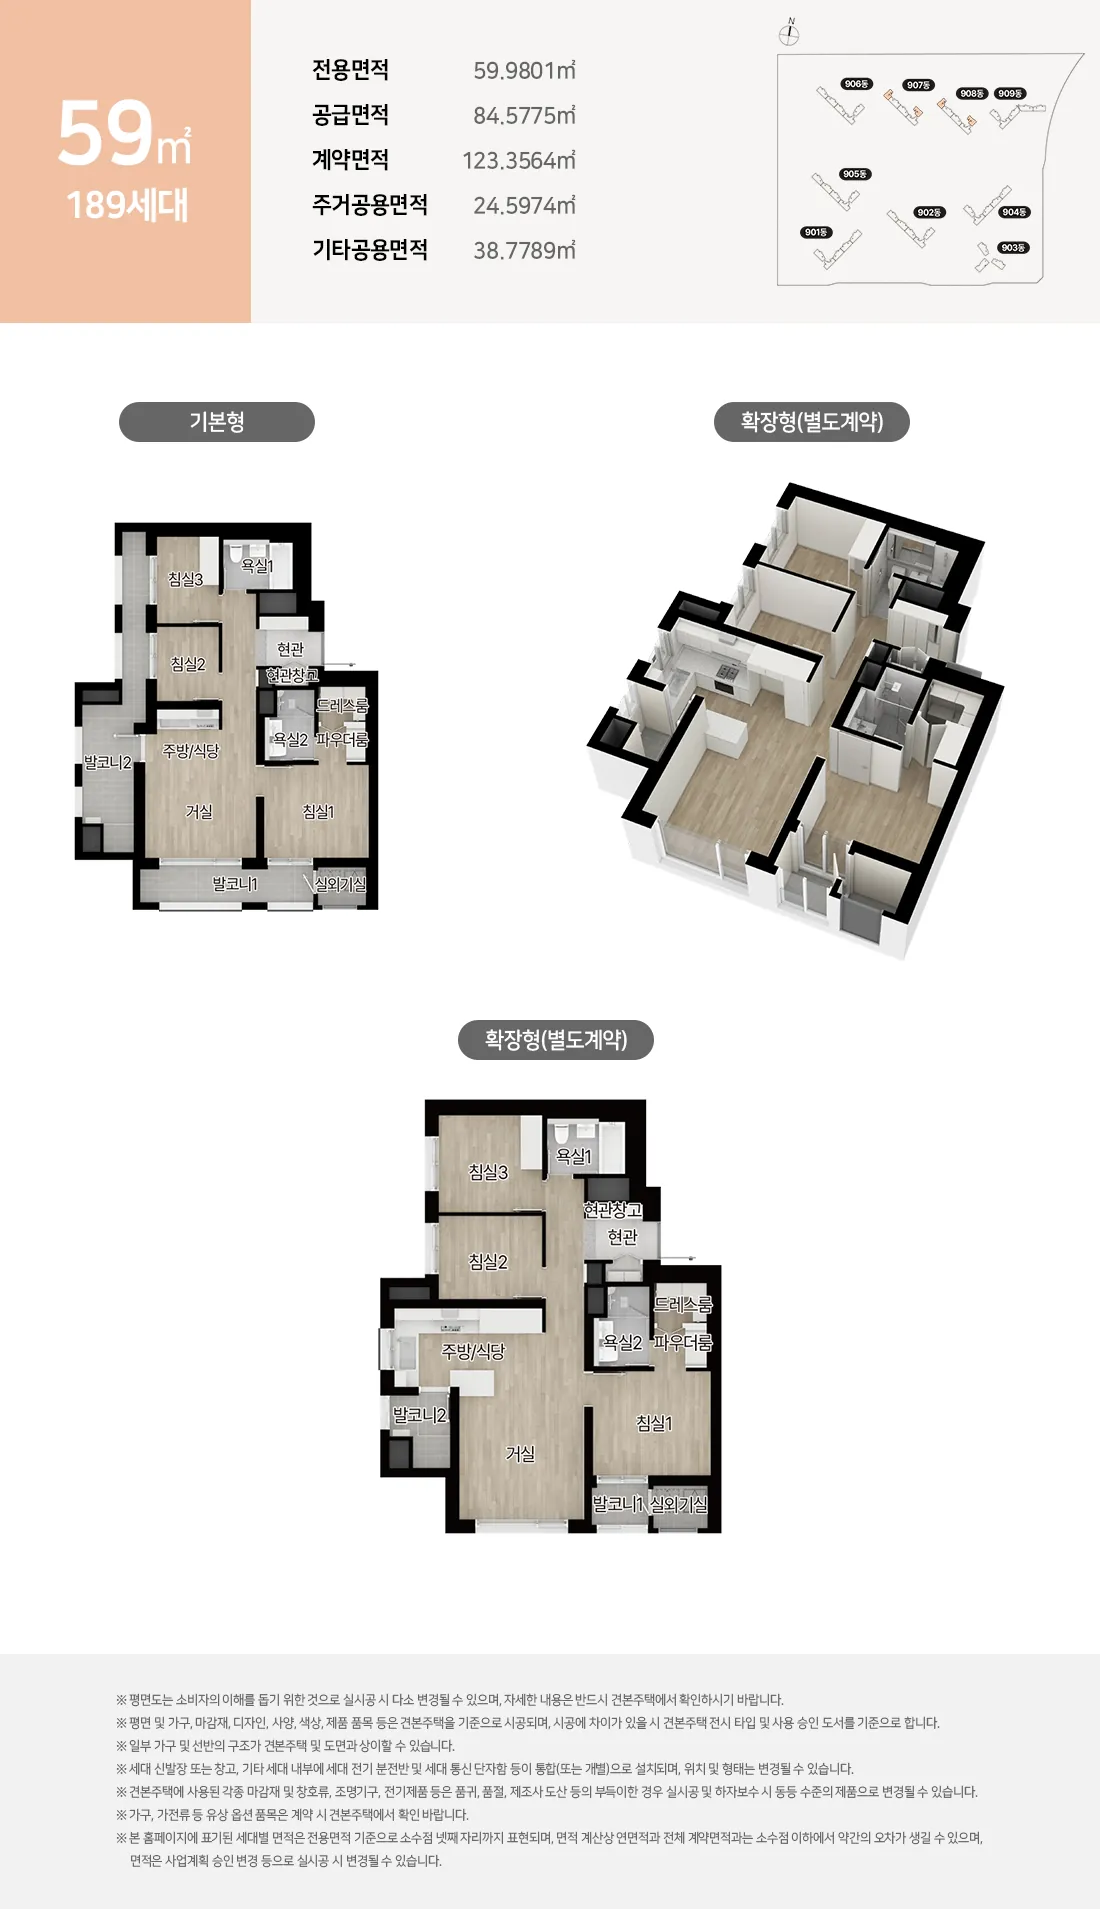 59㎡
189세대
전용면적 59.9801㎡
공급면적 84.5775㎡
계약면적 123.3564㎡
주거공용면적 24.5974㎡
기타공용면적 38.7789㎡
N
906동
907동
908동
909동
905동
902동
904동
901동
903동
기본형
침실3
욕실1
현관
현관창고
침실2
드레스룸
욕실2
파우더룸
주방/식당
발코니2
거실
침실1
발코니1
실외기실
확장형(별도계약)
확장형(별도계약)
침실3
욕실1
현관창고
현관
침실2
드레스룸
욕실2
파우더룸
주방/식당
발코니2
침실1
거실
발코니1
실외기실
※ 평면도는 소비자의 이해를 돕기 위한 것으로 실시공 시 다소 변경될 수 있으며, 자세한 내용은 반드시 견본주택에서 확인하시기 바랍니다.
※ 평면 및 가구, 마감재, 디자인, 사양, 색상, 제품 품목 등은 견본주택을 기준으로 시공되며, 시공에 차이가 있을 시 견본주택 전시 타입 및 사용 승인 도서를 기준으로 합니다.
※ 일부 가구 및 선반의 구조가 견본주택 및 도면과 상이할 수 있습니다.
※ 세대 신발장 또는 창고, 기타 세대 내부에 세대 전기 분전반 및 세대 통신 단자함 등이 통합(또는 개별)으로 설치되며, 위치 및 형태는 변경될 수 있습니다.
※ 견본주택에 사용된 각종 마감재 및 창호류, 조명기구, 전기제품 등은 품귀, 품절, 제조사 도산 등의 부득이한 경우 실시공 및 하자보수 시 동등 수준의 제품으로 변경될 수 있습니다.
※ 가구, 가전류 등 유상 옵션 품목은 계약 시 견본주택에서 확인 바랍니다.
※ 본 홈페이지에 표기된 세대별 면적은 전용면적 기준으로 소수점 넷째 자리까지 표현되며, 면적 계산상 연면적과 전체 계약면적과는 소수점 이하에서 약간의 오차가 생길 수 있으며,
면적은 사업계획 승인 변경 등으로 실시공 시 변경될 수 있습니다.